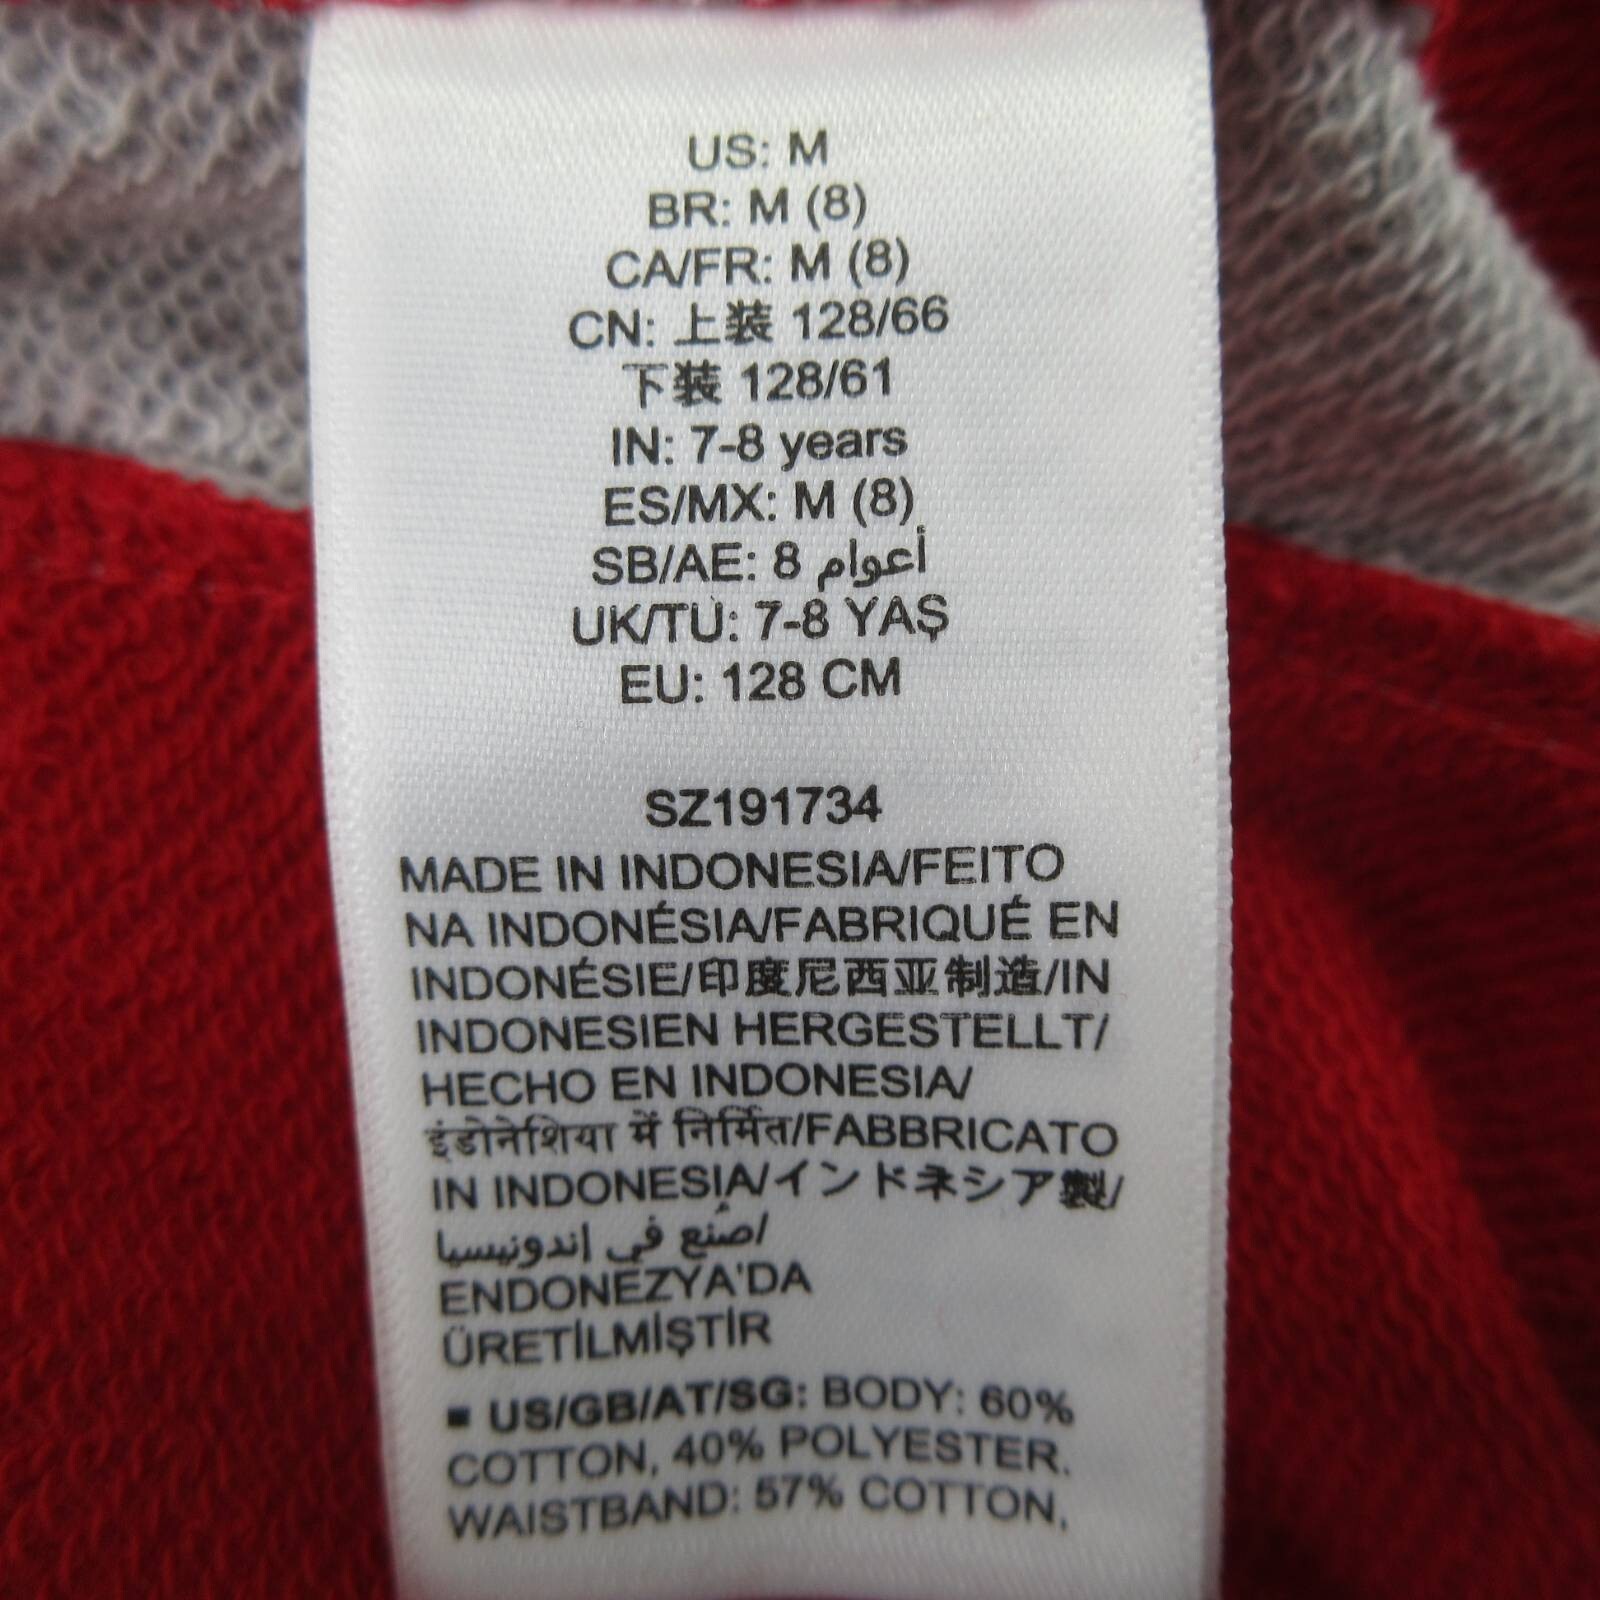 US: M
BR: M (8)
CA/FR: M (8)
CN: 上装 128/66
下装 128/61
IN: 7-8 years
ES/MX: M (8)
SB/AE: 8 أعوام
UK/TU: 7-8 YAŞ
EU: 128 CM
SZ191734
MADE IN INDONESIA/FEITO
NA INDONÉSIA/FABRIQUÉ EN
INDONÉSIE/印度尼西亚制造/IN
INDONESIEN HERGESTELLT/
HECHO EN INDONESIA/
इंडोनेशिया में निर्मित/FABBRICATO
IN INDONESIA/インドネシア製/
صُنع في إندونيسيا/
ENDONEZYA'DA
ÜRETİLMİŞTİR
■ US/GB/AT/SG: BODY: 60%
COTTON, 40% POLYESTER.
WAISTBAND: 57% COTTON,